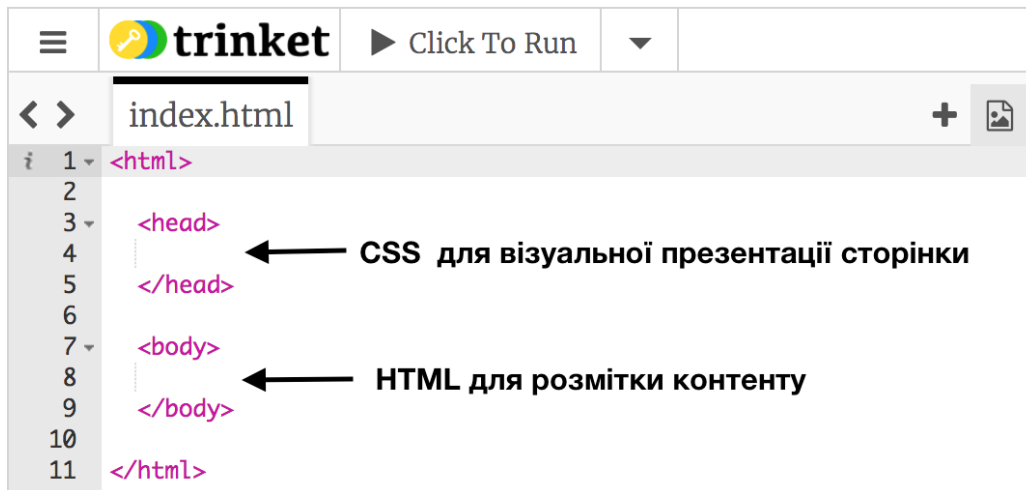 trinket Click To Run
index.html
i 1 <html>
2
3 <head>
4 CSS для візуальної презентації сторінки
5 </head>
6
7 <body>
8 HTML для розмітки контенту
9 </body>
10
11 </html>